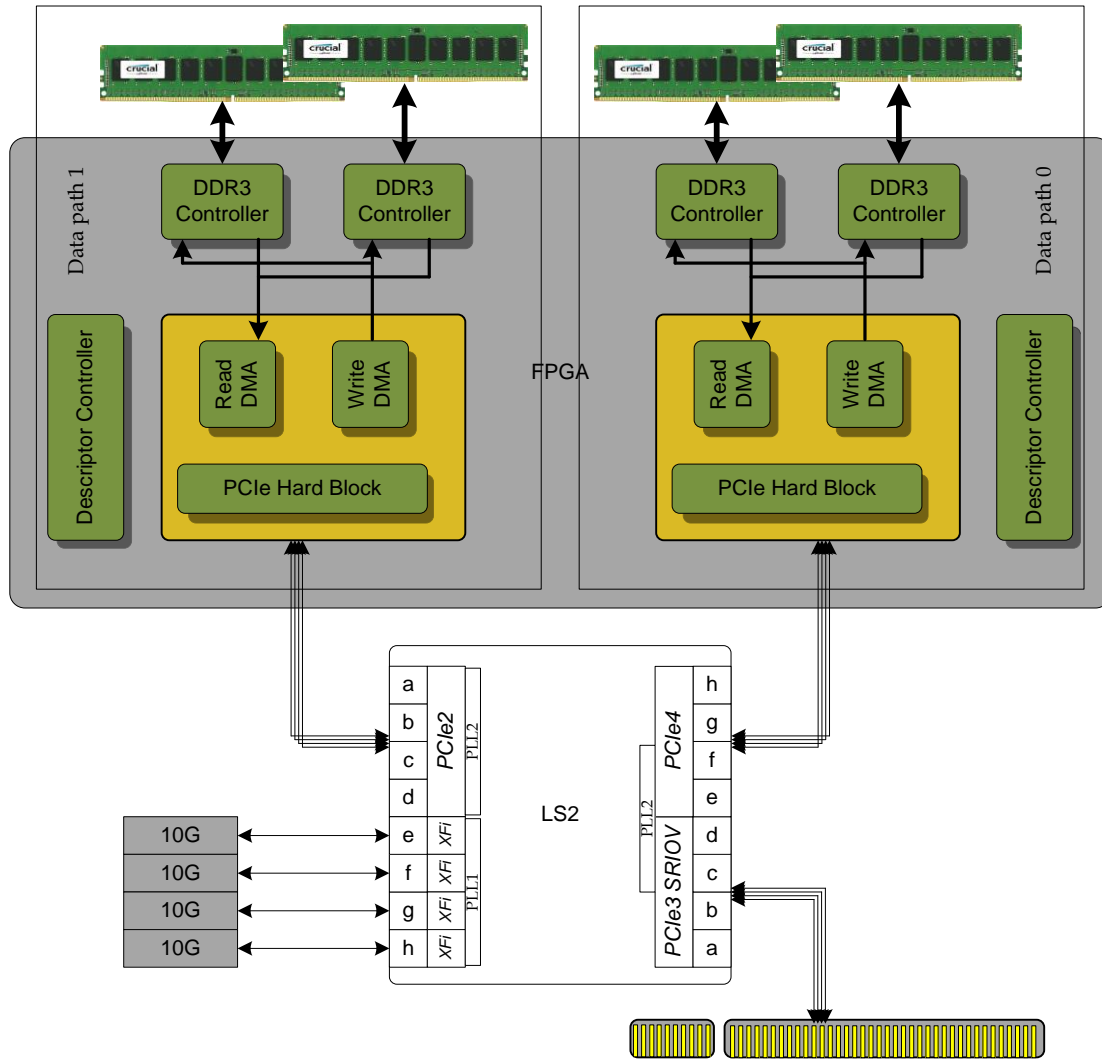 crucial
crucial
crucial
crucial
Data path 1
DDR3
Controller
DDR3
Controller
DDR3
Controller
DDR3
Controller
Data path 0
Descriptor Controller
Read
DMA
Write
DMA
PCIe Hard Block
FPGA
Read
DMA
Write
DMA
PCIe Hard Block
Descriptor Controller
LS2
a
b
c
d
PCIe2
PLL2
e
f
g
h
XFi
XFi
XFi
XFi
PLL1
10G
10G
10G
10G
PCIe4
h
g
f
e
PLL2
PCIe3 SRIOV
d
c
b
a